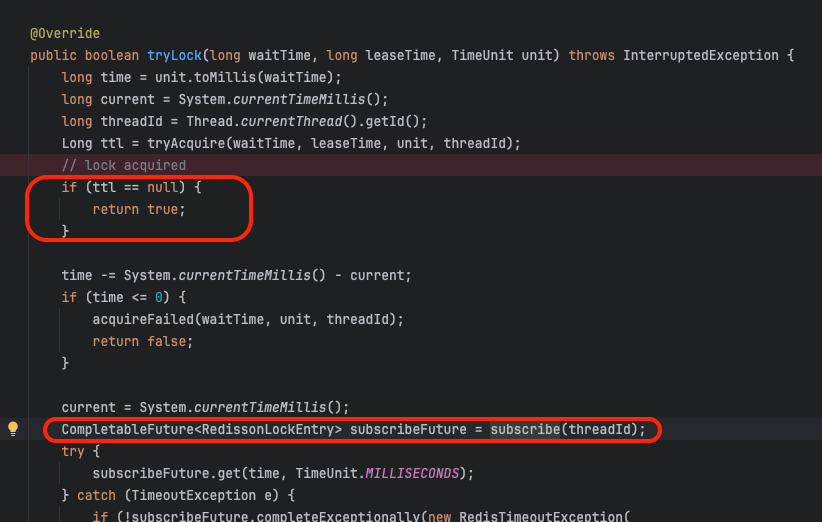 @Override
public boolean tryLock(long waitTime, long leaseTime, TimeUnit unit) throws InterruptedException {
    long time = unit.toMillis(waitTime);
    long current = System.currentTimeMillis();
    long threadId = Thread.currentThread().getId();
    Long ttl = tryAcquire(waitTime, leaseTime, unit, threadId);
    // lock acquired
    if (ttl == null) {
        return true;
    }

    time -= System.currentTimeMillis() - current;
    if (time <= 0) {
        acquireFailed(waitTime, unit, threadId);
        return false;
    }

    current = System.currentTimeMillis();
    CompletableFuture<RedissonLockEntry> subscribeFuture = subscribe(threadId);
    try {
        subscribeFuture.get(time, TimeUnit.MILLISECONDS);
    } catch (TimeoutException e) {
        if (!subscribeFuture.completeExceptionally(new RedisTimeoutException(